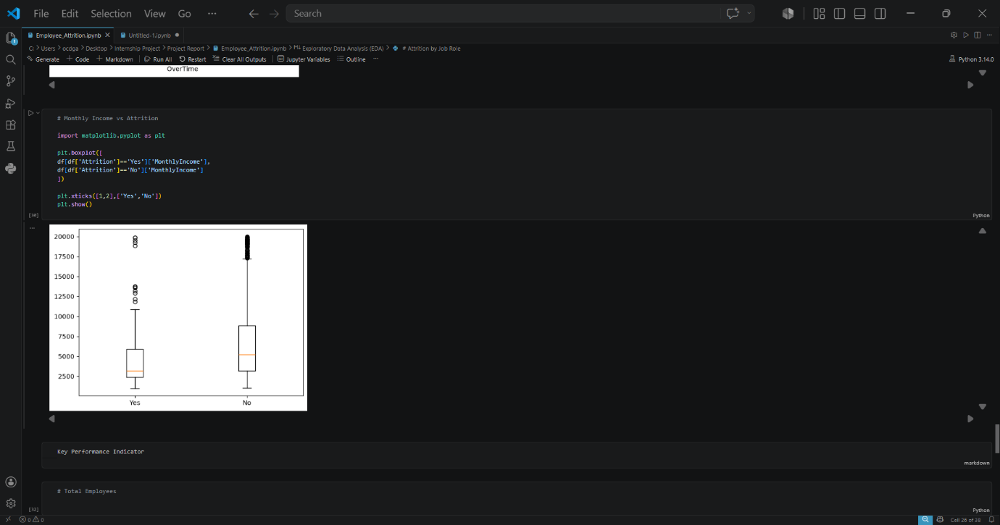 File Edit Selection View Go ··· Search
Employee_Attrition.ipynb Untitled-1.ipynb
C: > Users > ocdga > Desktop > Internship Project > Project Report > Employee_Attrition.ipynb > M↓ Exploratory Data Analysis (EDA) > # Attrition by Job Role
Generate + Code + Markdown Run All Restart Clear All Outputs Jupyter Variables Outline ··· Python 3.14.0
1
OverTime
# Monthly Income vs Attrition
import matplotlib.pyplot as plt
plt.boxplot([
df[df['Attrition']=='Yes']['MonthlyIncome'],
df[df['Attrition']=='No']['MonthlyIncome']
])
plt.xticks([1,2],['Yes','No'])
plt.show()
[30]
Python
···
20000
17500
15000
12500
10000
7500
5000
2500
Yes No
Key Performance Indicator
markdown
# Total Employees
[32]
Python
0 0 Cell 26 of 38